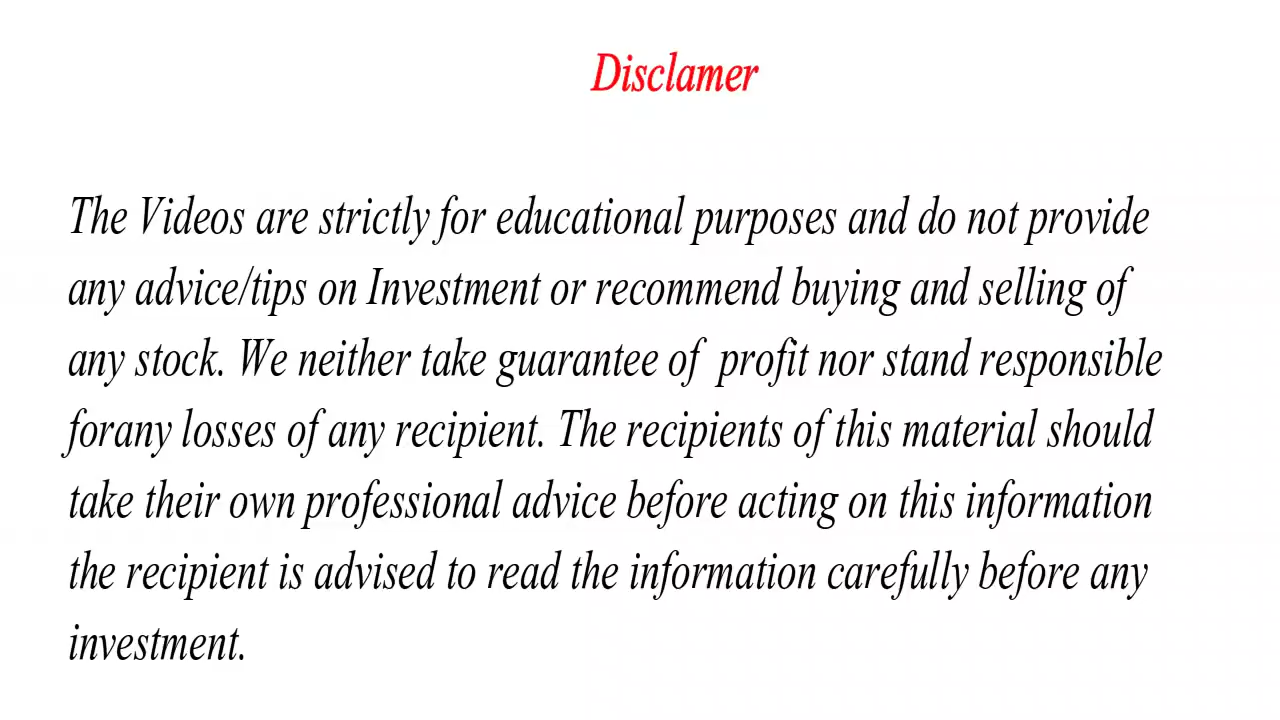 Disclamer
The Videos are strictly for educational purposes and do not provide
any advice/tips on Investment or recommend buying and selling of
any stock. We neither take guarantee of  profit nor stand responsible
forany losses of any recipient. The recipients of this material should
take their own professional advice before acting on this information
the recipient is advised to read the information carefully before any
investment.